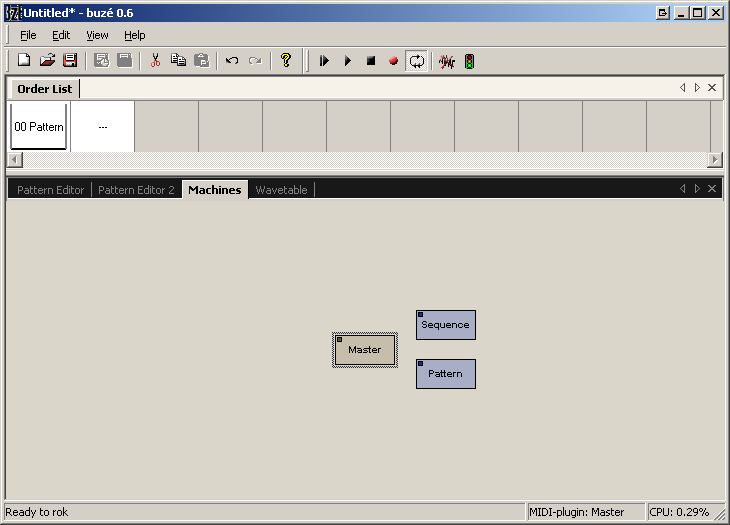 Untitled* - buzé 0.6
File Edit View Help
Order List
00 Pattern ---
Pattern Editor Pattern Editor 2 Machines Wavetable
Sequence
Master
Pattern
Ready to rok MIDI-plugin: Master CPU: 0.29%